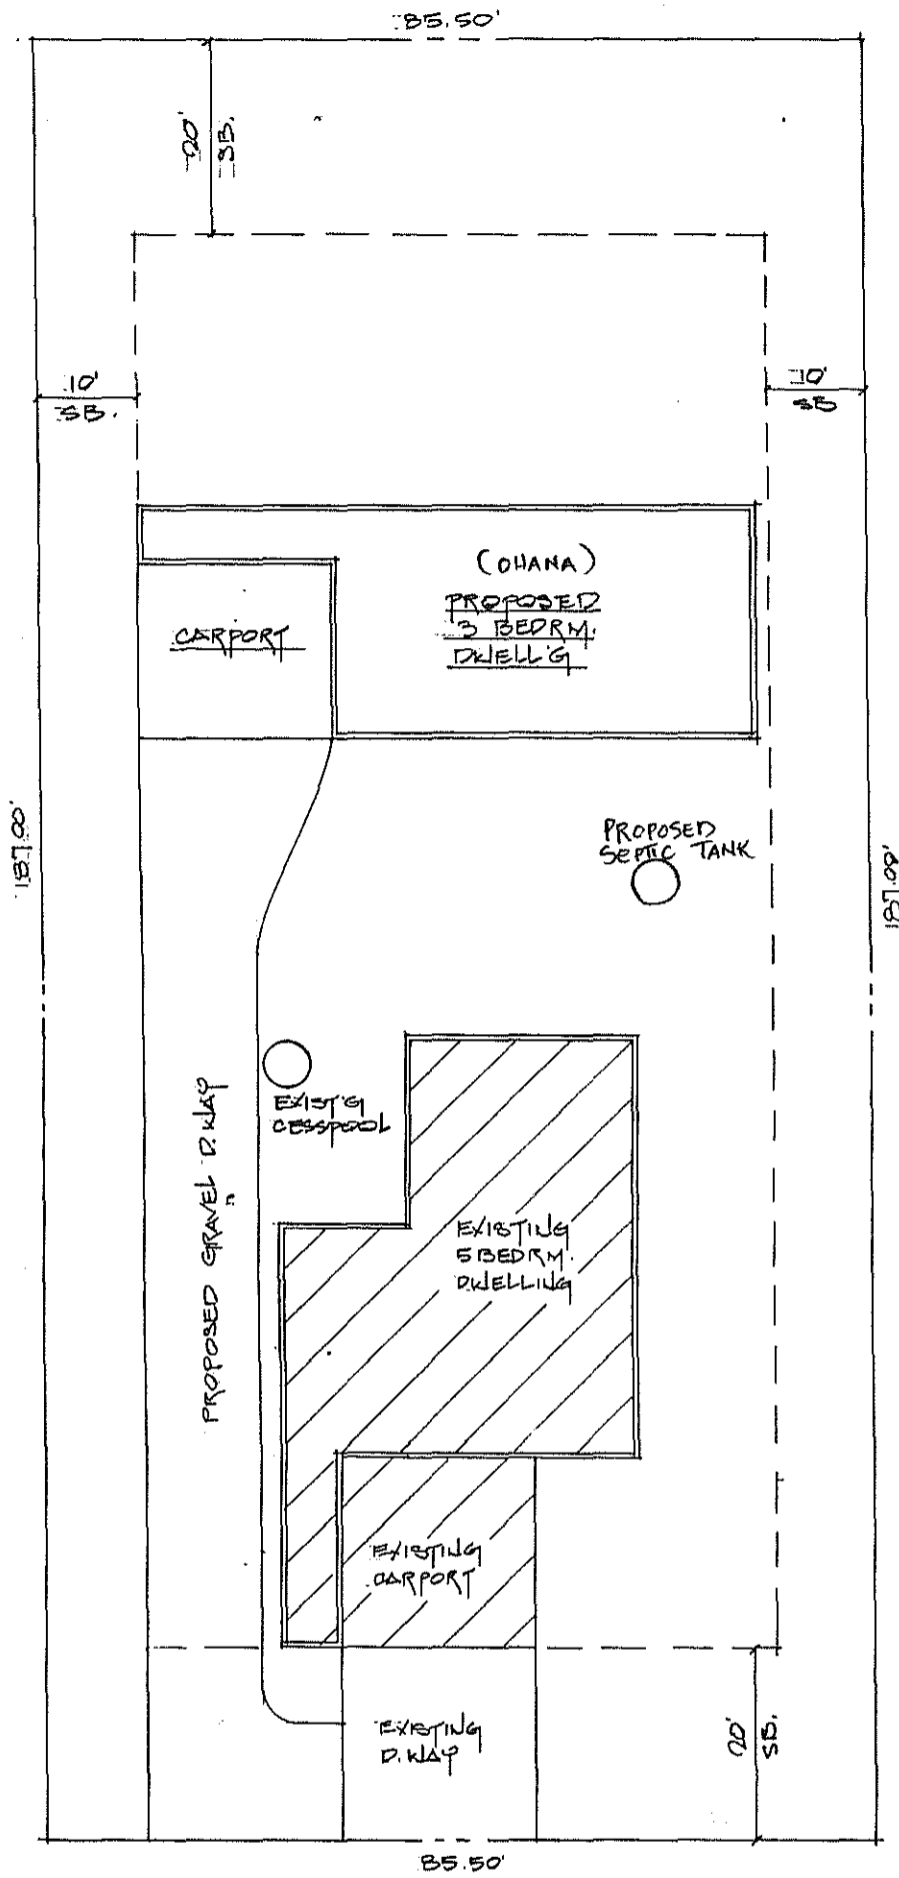 85.50'
20'
SB.
10'
SB.
10'
SB
(OHANA)
PROPOSED
3 BEDRM.
DWELL'G
CARPORT
187.00'
PROPOSED
SEPTIC TANK
187.00'
EXIST'G
CESSPOOL
PROPOSED GRAVEL D.WAY
EXISTING
5 BEDRM.
DWELLING
EXISTING
CARPORT
EXISTING
D.WAY
20'
SB.
85.50'